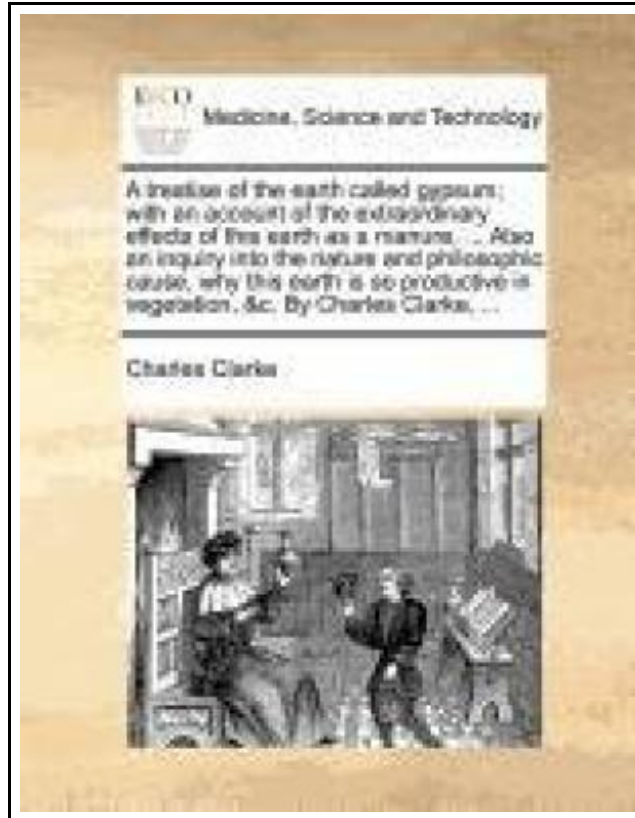 ECCO
Medicine, Science and Technology
A treatise of the earth called gypsum;
with an account of the extraordinary
effects of this earth as a manure, ... Also
an inquiry into the nature and philosophic
cause, why this earth is so productive in
vegetation, &c. By Charles Clarke, ...
Charles Clarke